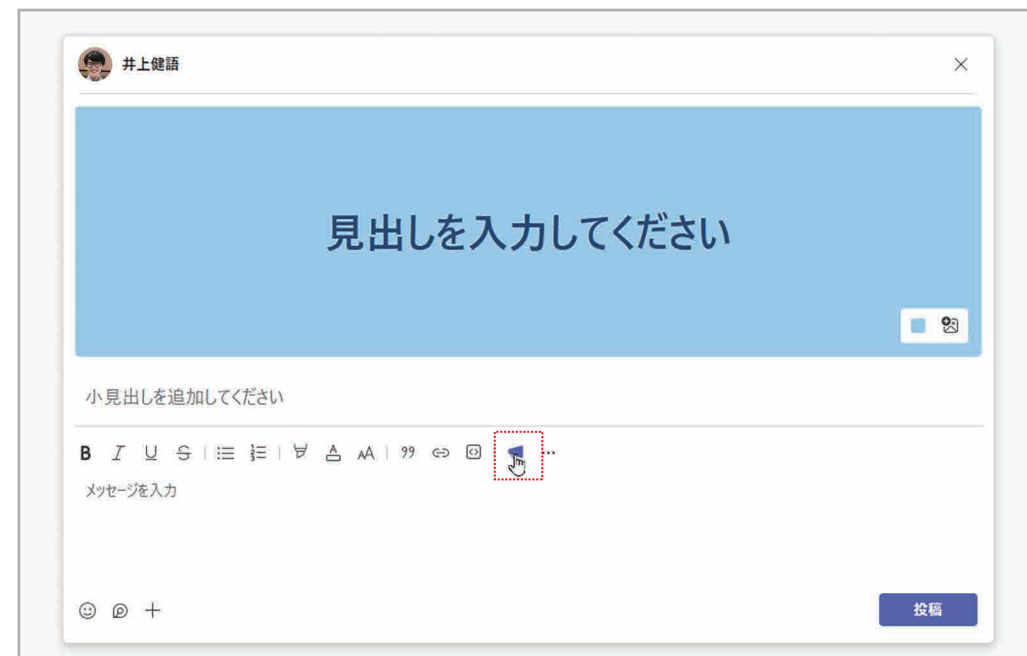 井上健語
見出しを入力してください
小見出しを追加してください
B I U S AA 99
メッセージを入力
投稿